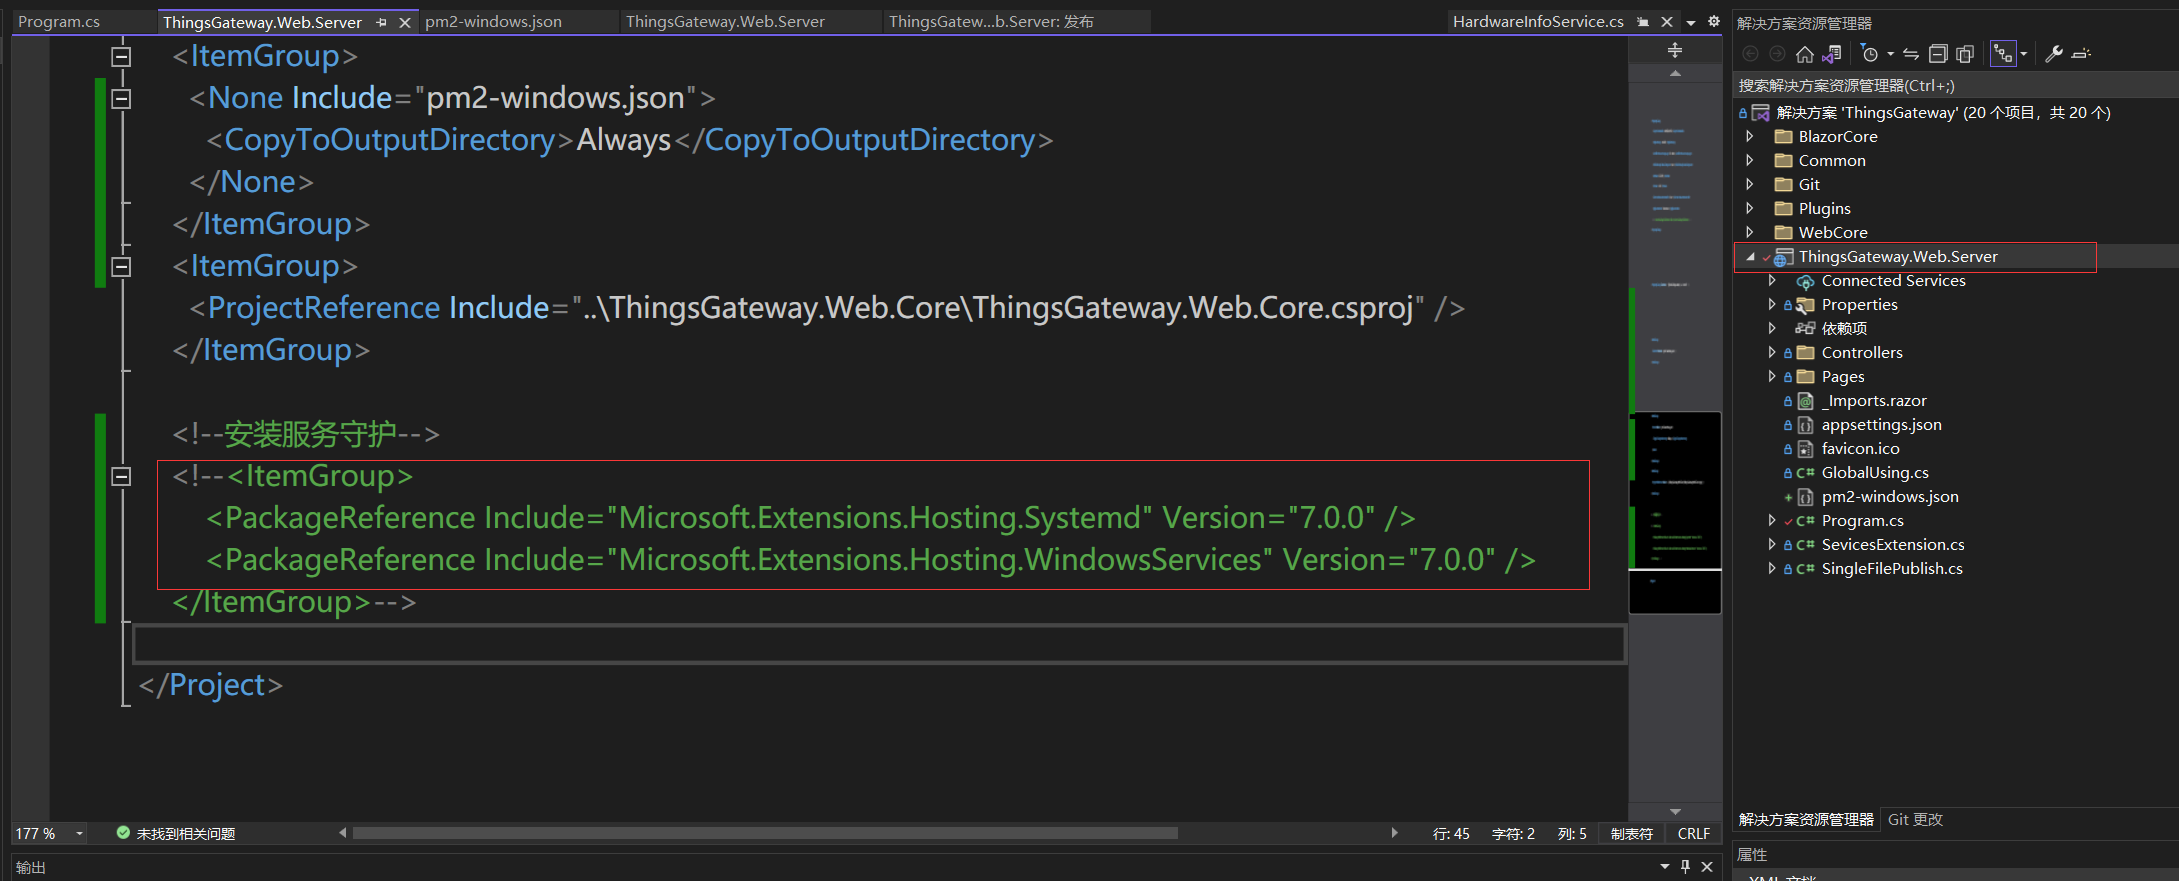 Program.cs
ThingsGateway.Web.Server
pm2-windows.json
ThingsGateway.Web.Server
ThingsGatew...b.Server: 发布
HardwareInfoService.cs
<ItemGroup>
<None Include="pm2-windows.json">
<CopyToOutputDirectory>Always</CopyToOutputDirectory>
</None>
</ItemGroup>
<ItemGroup>
<ProjectReference Include="..\ThingsGateway.Web.Core\ThingsGateway.Web.Core.csproj" />
</ItemGroup>
<!--安装服务守护-->
<!--<ItemGroup>
<PackageReference Include="Microsoft.Extensions.Hosting.Systemd" Version="7.0.0" />
<PackageReference Include="Microsoft.Extensions.Hosting.WindowsServices" Version="7.0.0" />
</ItemGroup>-->
</Project>
177 %
未找到相关问题
行: 45
字符: 2
列: 5
制表符
CRLF
输出
解决方案资源管理器
搜索解决方案资源管理器(Ctrl+;)
解决方案 'ThingsGateway' (20 个项目，共 20 个)
BlazorCore
Common
Git
Plugins
WebCore
ThingsGateway.Web.Server
Connected Services
Properties
依赖项
Controllers
Pages
_Imports.razor
appsettings.json
favicon.ico
C# GlobalUsing.cs
pm2-windows.json
C# Program.cs
C# SevicesExtension.cs
C# SingleFilePublish.cs
解决方案资源管理器
Git 更改
属性